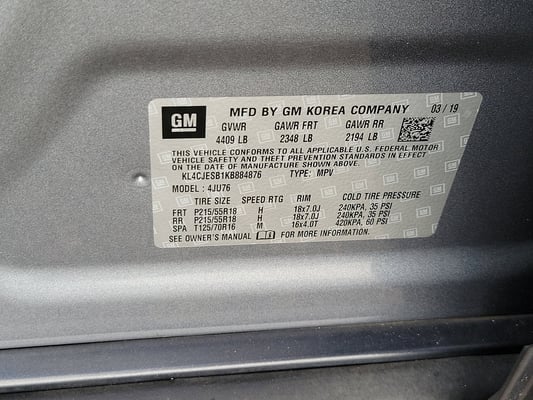 GM MFD BY GM KOREA COMPANY 03/19
GVWR GAWR FRT GAWR RR
4409 LB 2348 LB 2194 LB
THIS VEHICLE CONFORMS TO ALL APPLICABLE U.S. FEDERAL MOTOR
VEHICLE SAFETY, BUMPER, AND THEFT PREVENTION STANDARDS IN EFFECT
ON THE DATE OF MANUFACTURE SHOWN ABOVE.
KL4CJESB1KB884876 TYPE: MPV
MODEL: 4JU76
TIRE SIZE SPEED RTG RIM COLD TIRE PRESSURE
FRT P215/55R18 H 18x7.0J 240KPA, 35 PSI
RR P215/55R18 H 18x7.0J 240KPA, 35 PSI
SPA T125/70R16 M 16x4.0T 420KPA, 60 PSI
SEE OWNER'S MANUAL FOR MORE INFORMATION.